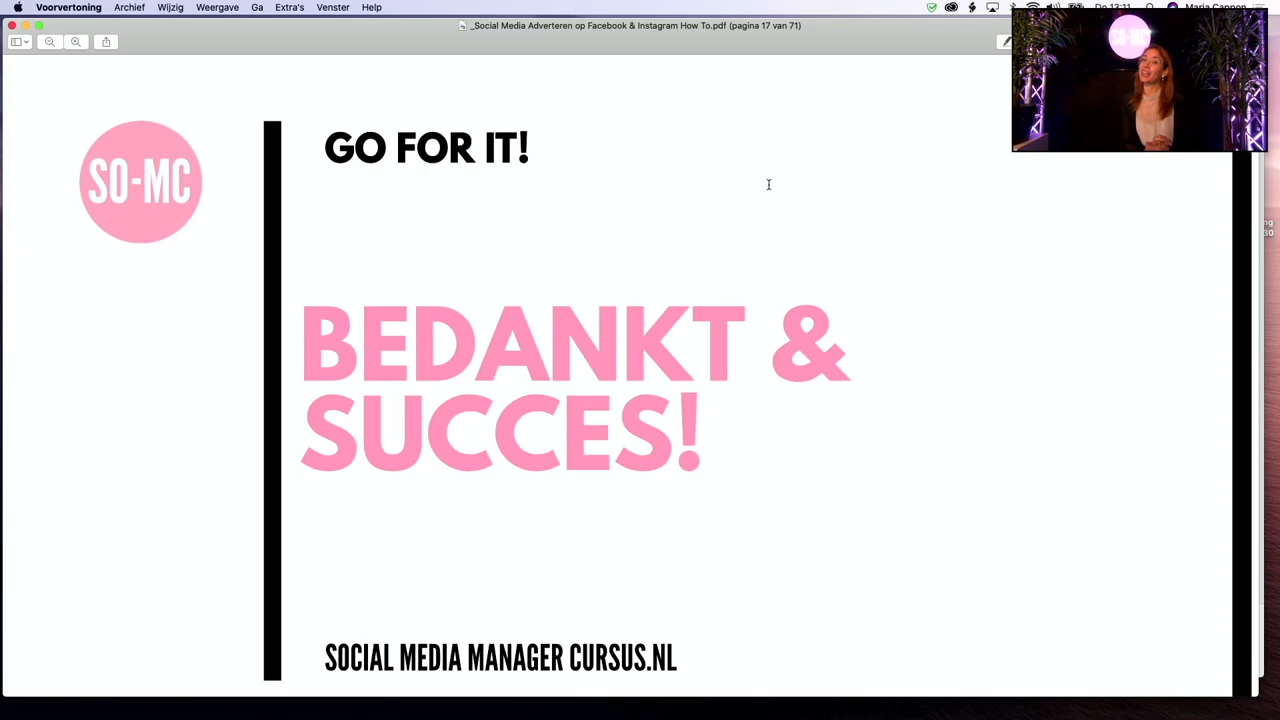 Voorvertoning Archief Wijzig Weergave Ga Extra's Venster Help
_Social Media Adverteren op Facebook & Instagram How To.pdf (pagina 17 van 71)
SO-MC
GO FOR IT!
BEDANKT &
SUCCES!
SOCIAL MEDIA MANAGER CURSUS.NL